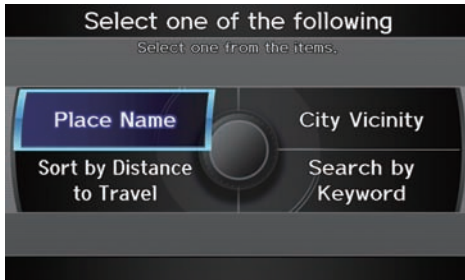 Select one of the following
Select one from the items.
Place Name
City Vicinity
Sort by Distance
to Travel
Search by
Keyword